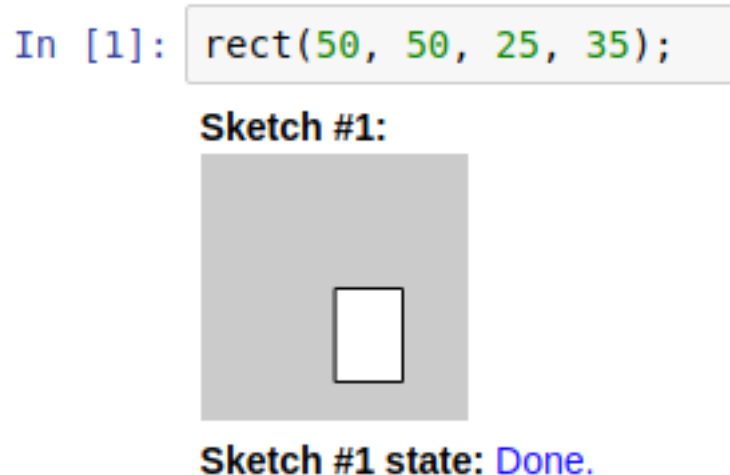 In [1]: rect(50, 50, 25, 35);
Sketch #1:
Sketch #1 state: Done.